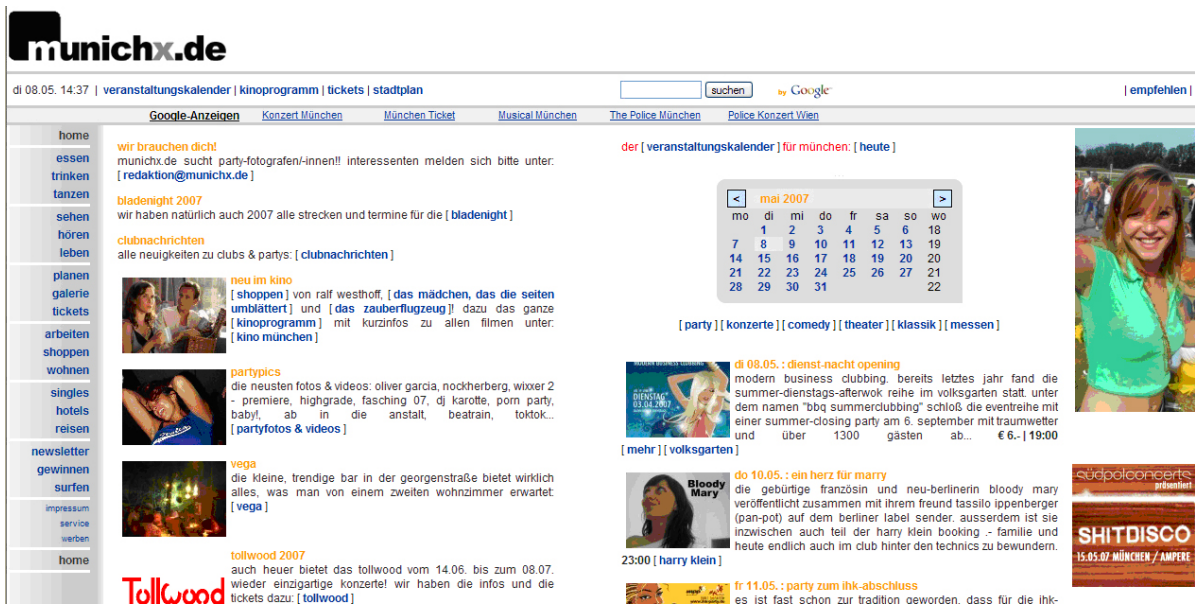 munichx.de
di 08.05. 14:37 | veranstaltungskalender | kinoprogramm | tickets | stadtplan
suchen by Google
| empfehlen |
Google-Anzeigen Konzert München München Ticket Musical München The Police München Police Konzert Wien
home
essen
trinken
tanzen
sehen
hören
leben
planen
galerie
tickets
arbeiten
shoppen
wohnen
singles
hotels
reisen
newsletter
gewinnen
surfen
impressum
service
werben
home
wir brauchen dich!
munichx.de sucht party-fotografen/-innen!! interessenten melden sich bitte unter:
[ redaktion@munichx.de ]
bladenight 2007
wir haben natürlich auch 2007 alle strecken und termine für die [ bladenight ]
clubnachrichten
alle neuigkeiten zu clubs & partys: [ clubnachrichten ]
neu im kino
[ shoppen ] von ralf westhoff, [ das mädchen, das die seiten
umblättert ] und [ das zauberflugzeug ]! dazu das ganze
[ kinoprogramm ] mit kurzinfos zu allen filmen unter:
[ kino münchen ]
partypics
die neusten fotos & videos: oliver garcia, nockherberg, wixxer 2
- premiere, highgrade, fasching 07, dj karotte, porn party,
baby!, ab in die anstalt, beatrain, toktok...
[ partyfotos & videos ]
vega
die kleine, trendige bar in der georgenstraße bietet wirklich
alles, was man von einem zweiten wohnzimmer erwartet:
[ vega ]
tollwood 2007
auch heuer bietet das tollwood vom 14.06. bis zum 08.07.
wieder einzigartige konzerte! wir haben die infos und die
tickets dazu: [ tollwood ]
Tollwood
der [ veranstaltungskalender ] für münchen: [ heute ]
< mai 2007 >
mo di mi do fr sa so wo
1 2 3 4 5 6 18
7 8 9 10 11 12 13 19
14 15 16 17 18 19 20 20
21 22 23 24 25 26 27 21
28 29 30 31 22
[ party ] [ konzerte ] [ comedy ] [ theater ] [ klassik ] [ messen ]
MODERN BUSINESS CLUBBING
DIENSTAG
03.04.2007
di 08.05. : dienst-nacht opening
modern business clubbing. bereits letztes jahr fand die
summer-dienstags-afterwok reihe im volksgarten statt. unter
dem namen "bbq summerclubbing" schloß die eventreihe mit
einer summer-closing party am 6. september mit traumwetter
und über 1300 gästen ab... € 6.- | 19:00
[ mehr ] [ volksgarten ]
Bloody
Mary
do 10.05. : ein herz für marry
die gebürtige französin und neu-berlinerin bloody mary
veröffentlicht zusammen mit ihrem freund tassilo ippenberger
(pan-pot) auf dem berliner label sender. ausserdem ist sie
inzwischen auch teil der harry klein booking .- familie und
heute endlich auch im club hinter den technics zu bewundern.
23:00 [ harry klein ]
fr 11.05. : party zum ihk-abschluss
es ist fast schon zur tradition geworden, dass für die ihk-
südpolconcerts
präsentiert
SHITDISCO
15.05.07 MÜNCHEN / AMPERE